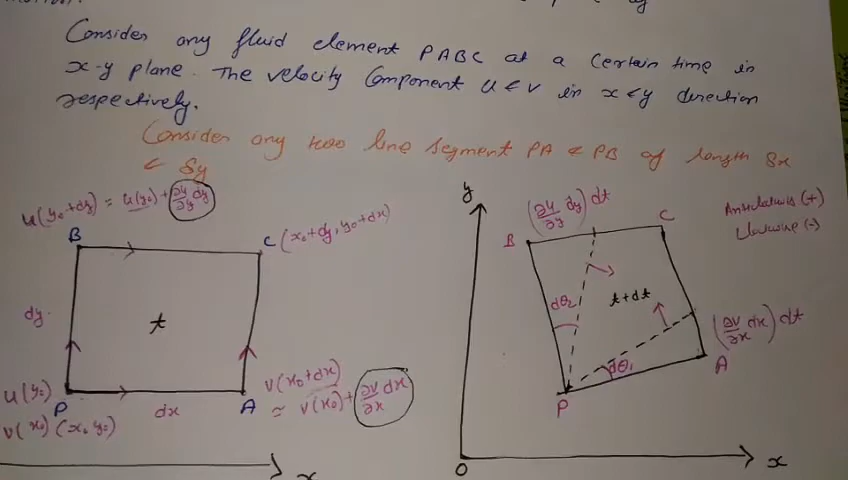 Consider any fluid element PABC at a certain time in
x-y plane. The velocity component u & v in x & y direction
respectively.
Consider any two line segment PA & PB of length δx
& δy
u(y₀+dy) = u(y₀) + ∂u/∂y dy
B
C (x₀+dy, y₀+dx)
dy
t
u(y₀)
P
dx
A
v(x₀) (x₀, y₀)
v(x₀+dx)
≃ v(x₀) + ∂v/∂x dx
x
y
(∂u/∂y dy) dt
B
C
Anticlockwise (+)
Clockwise (-)
dθ₂
t+dt
(∂v/∂x dx) dt
dθ₁
A
P
O
x